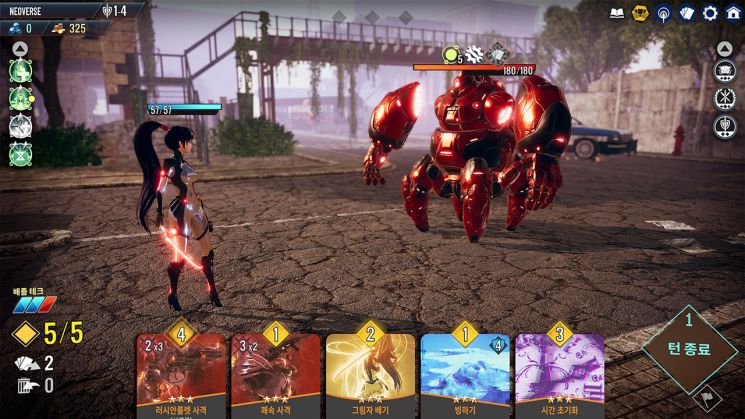 NEOVERSE
1-4
0
325
57/57
5
180/180
배틀 테크
5/5
2
0
4
2 x3
러시안룰렛 사격
1
3 x2
쾌속 사격
2
그림자 베기
1
4
빙하기
3
시간 초기화
1
턴 종료